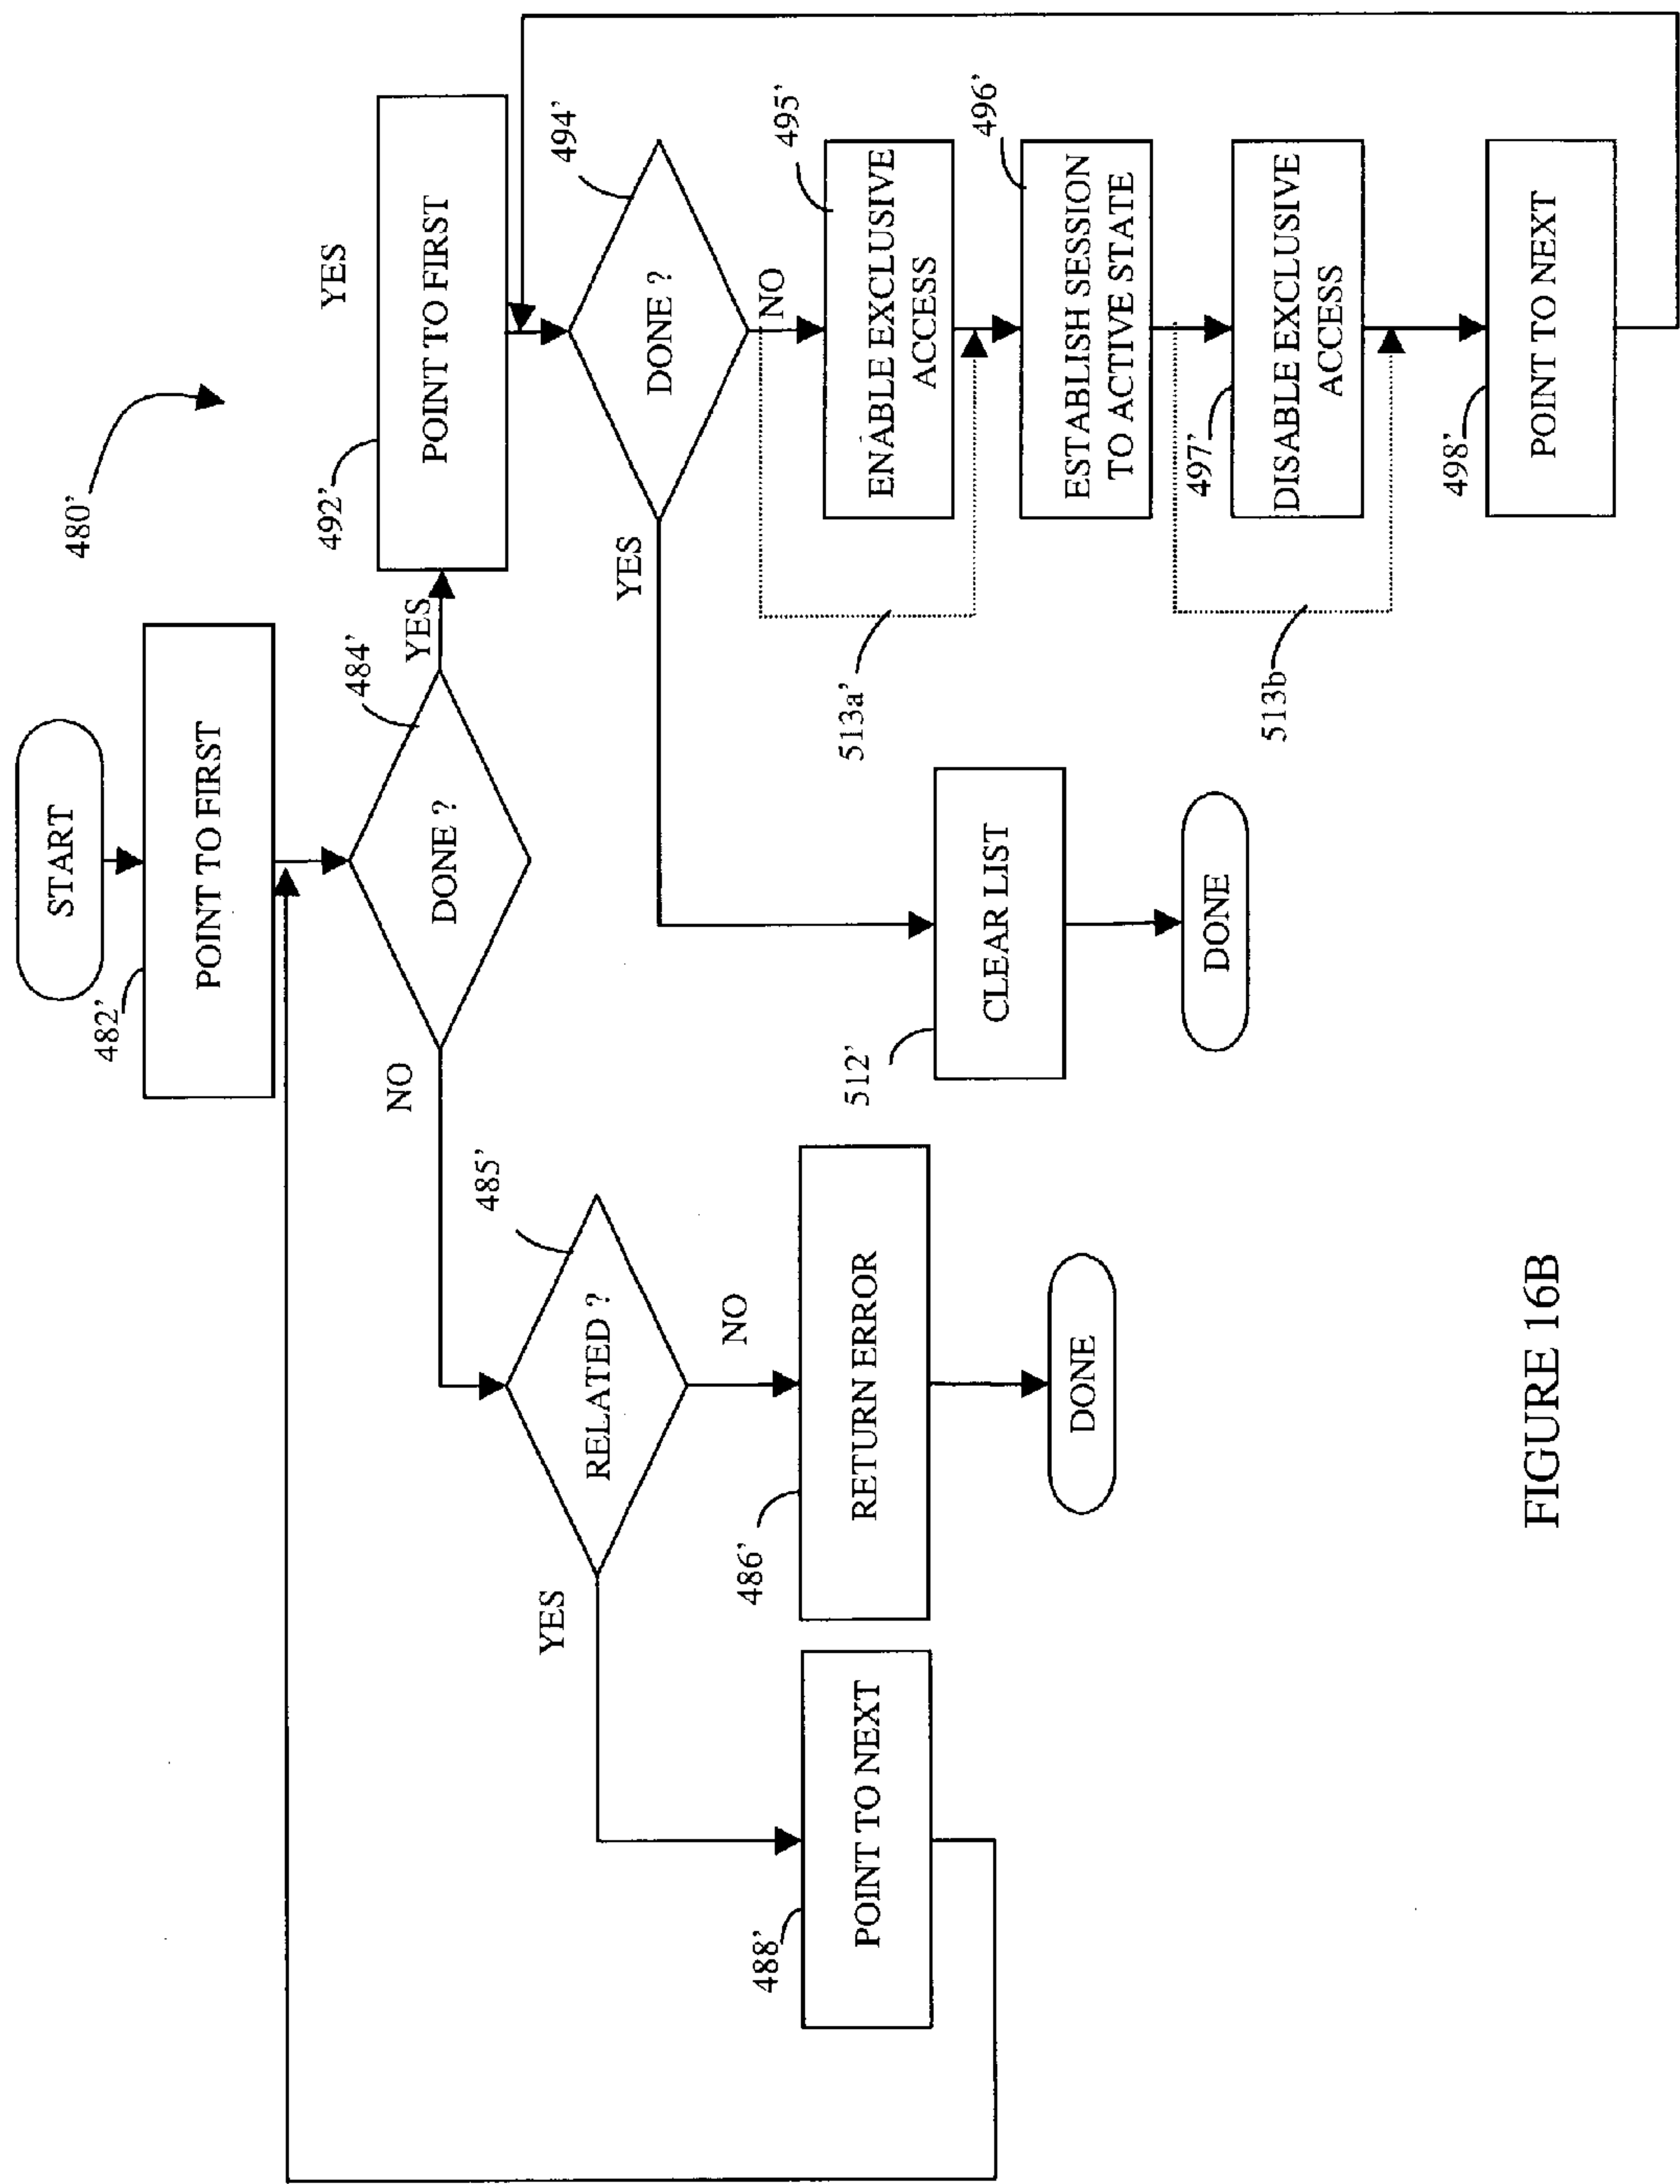 480'
START
482'
POINT TO FIRST
484'
DONE ?
YES
NO
492'
YES
POINT TO FIRST
485'
RELATED ?
YES
NO
494'
DONE ?
YES
NO
488'
POINT TO NEXT
486'
RETURN ERROR
DONE
512'
CLEAR LIST
DONE
495'
ENABLE EXCLUSIVE
ACCESS
513a'
496'
ESTABLISH SESSION
TO ACTIVE STATE
497'
DISABLE EXCLUSIVE
ACCESS
513b
498'
POINT TO NEXT
FIGURE 16B